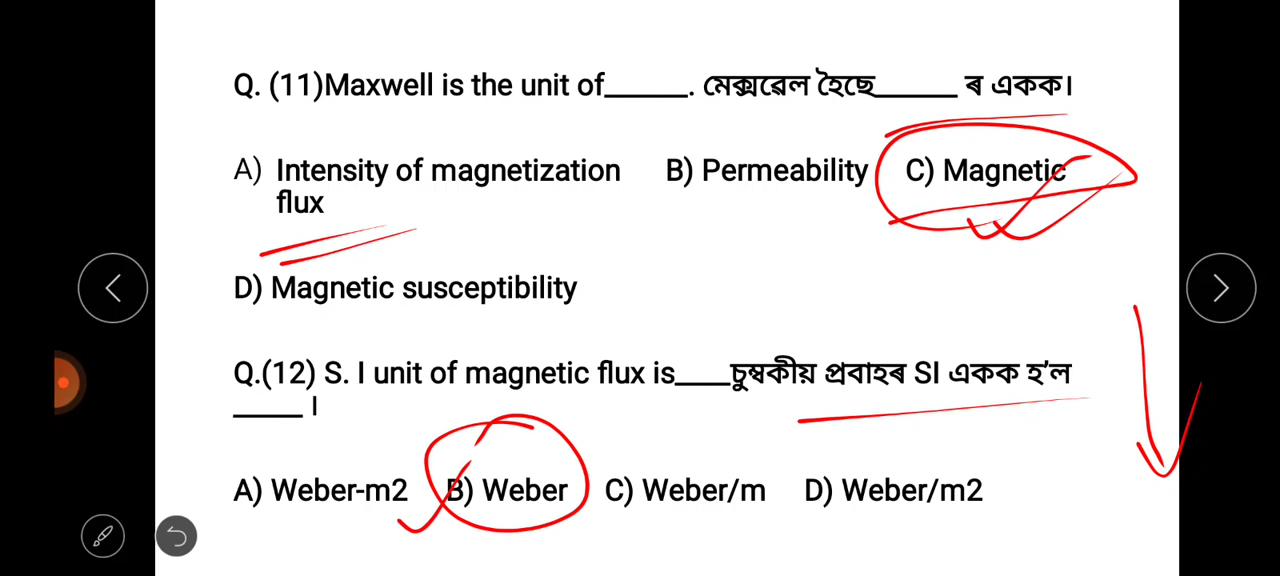 Q. (11)Maxwell is the unit of______. মেক্সৱেল হৈছে______ ৰ একক।
A) Intensity of magnetization B) Permeability C) Magnetic
flux
D) Magnetic susceptibility
Q.(12) S. I unit of magnetic flux is____চুম্বকীয় প্ৰবাহৰ SI একক হ'ল
_____ ।
A) Weber-m2 B) Weber C) Weber/m D) Weber/m2